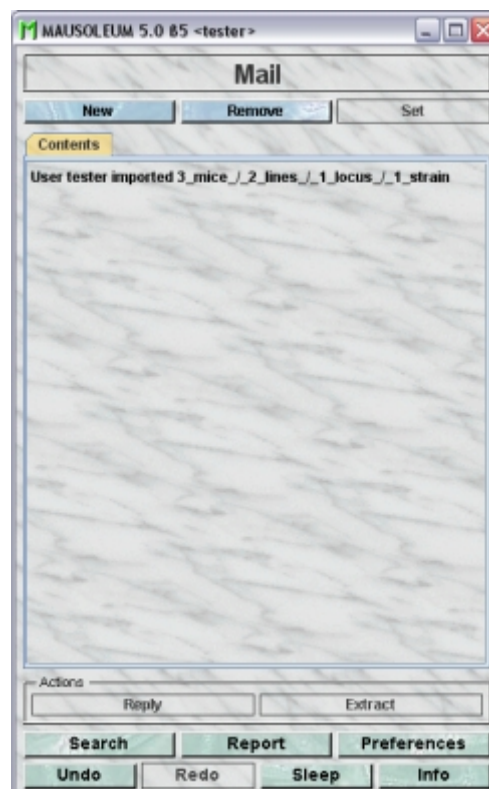 MAUSOLEUM 5.0 ß5 <tester>
Mail
New Remove Set
Contents
User tester imported 3_mice_/_2_lines_/_1_locus_/_1_strain
Actions
Reply Extract
Search Report Preferences
Undo Redo Sleep Info